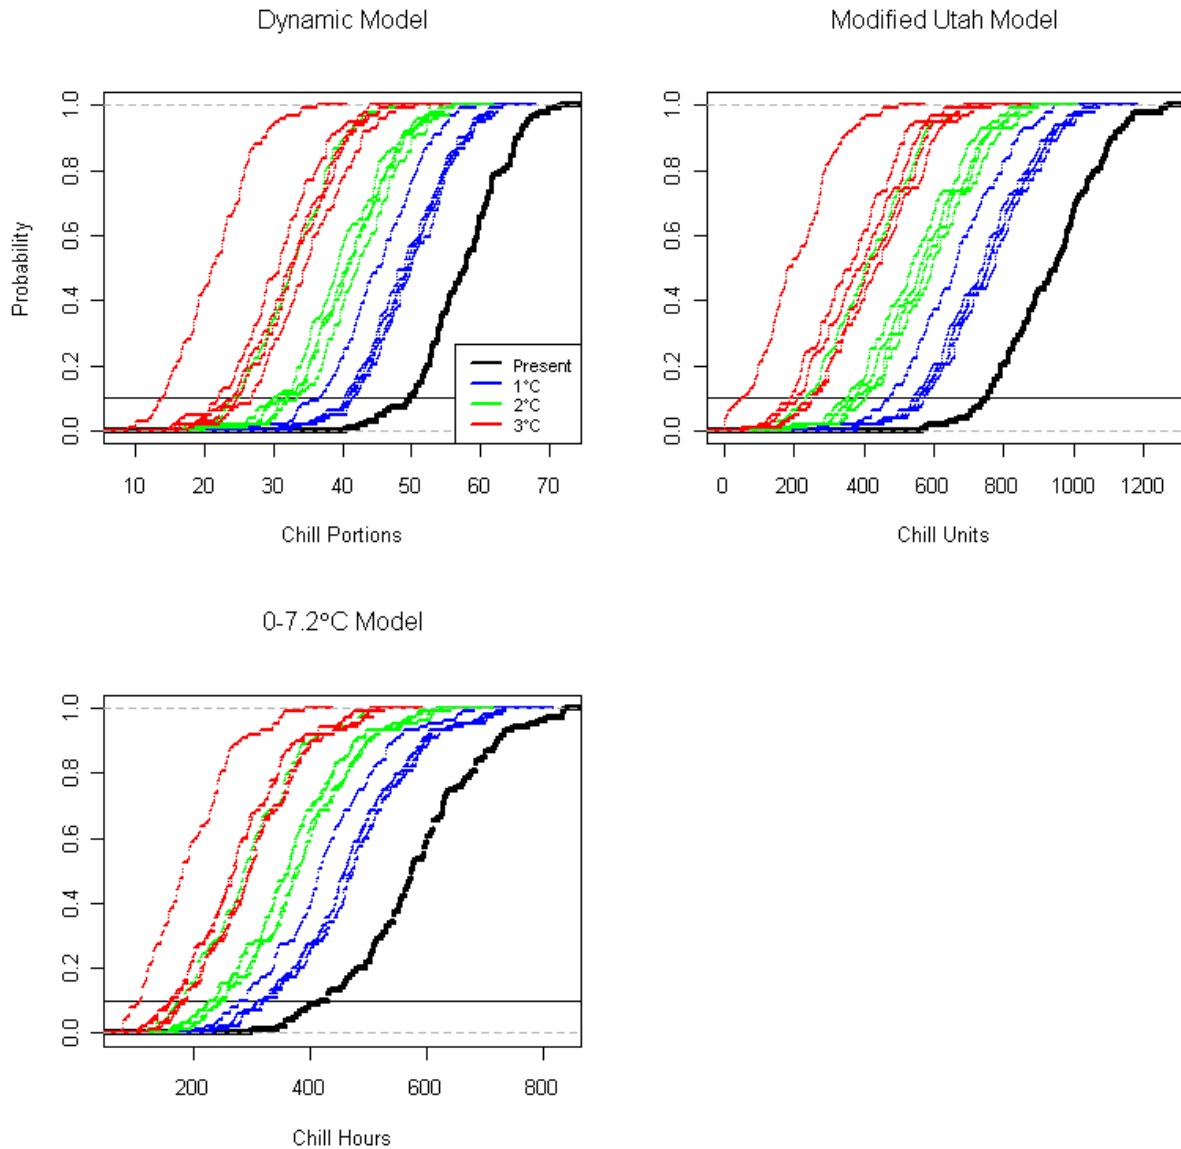 Dynamic Model
Modified Utah Model
Probability
0.0 0.2 0.4 0.6 0.8 1.0
Present
1°C
2°C
3°C
10 20 30 40 50 60 70
Chill Portions
0.0 0.2 0.4 0.6 0.8 1.0
0 200 400 600 800 1000 1200
Chill Units
0-7.2°C Model
0.0 0.2 0.4 0.6 0.8 1.0
200 400 600 800
Chill Hours